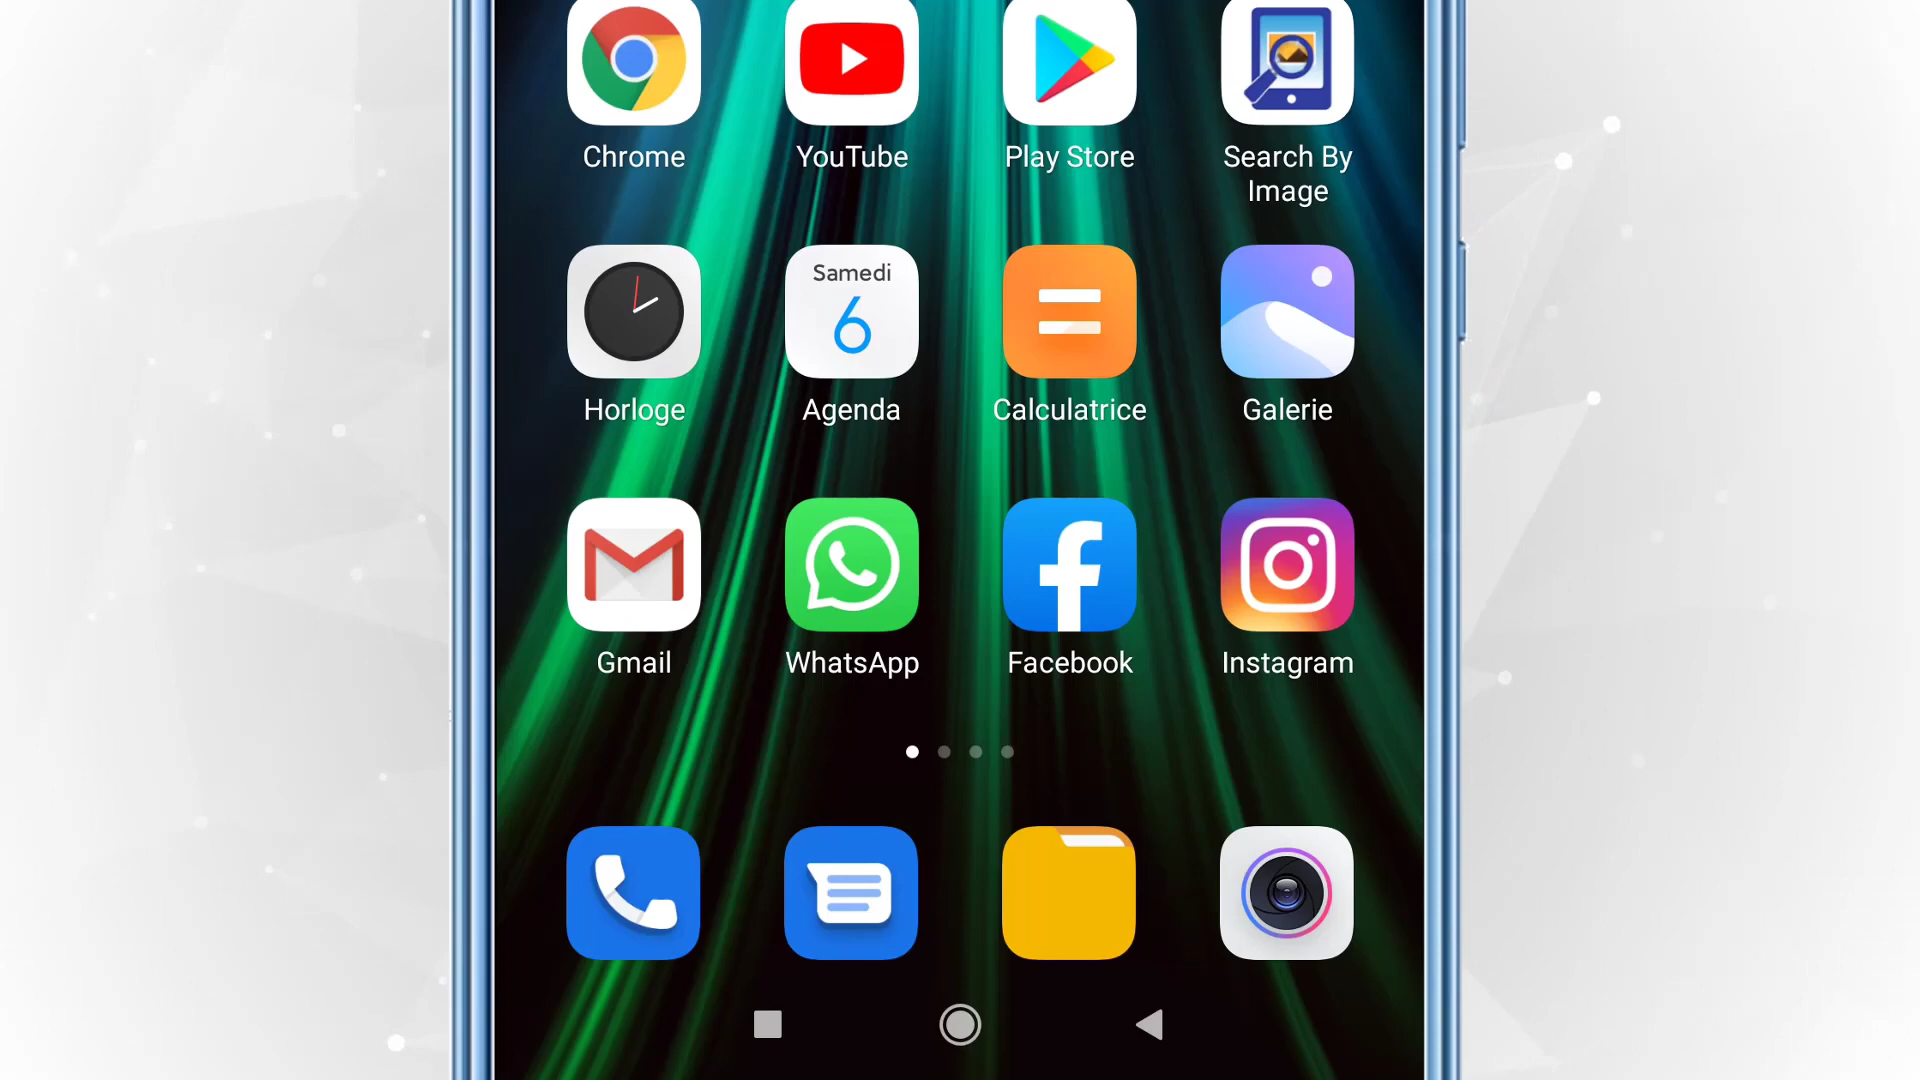 Chrome
YouTube
Play Store
Search By
Image
Samedi
6
Horloge
Agenda
Calculatrice
Galerie
Gmail
WhatsApp
Facebook
Instagram